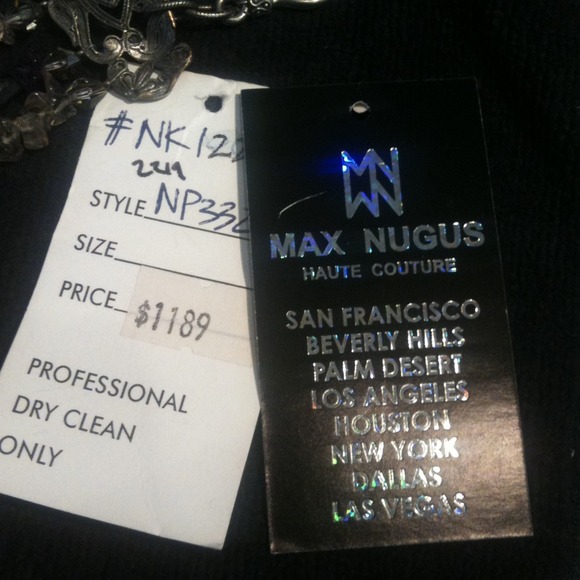 #NK12
2419
STYLE NP33
SIZE
PRICE $1189
PROFESSIONAL
DRY CLEAN
ONLY
MAX NUGUS
HAUTE COUTURE
SAN FRANCISCO
BEVERLY HILLS
PALM DESERT
LOS ANGELES
HOUSTON
NEW YORK
DALLAS
LAS VEGAS